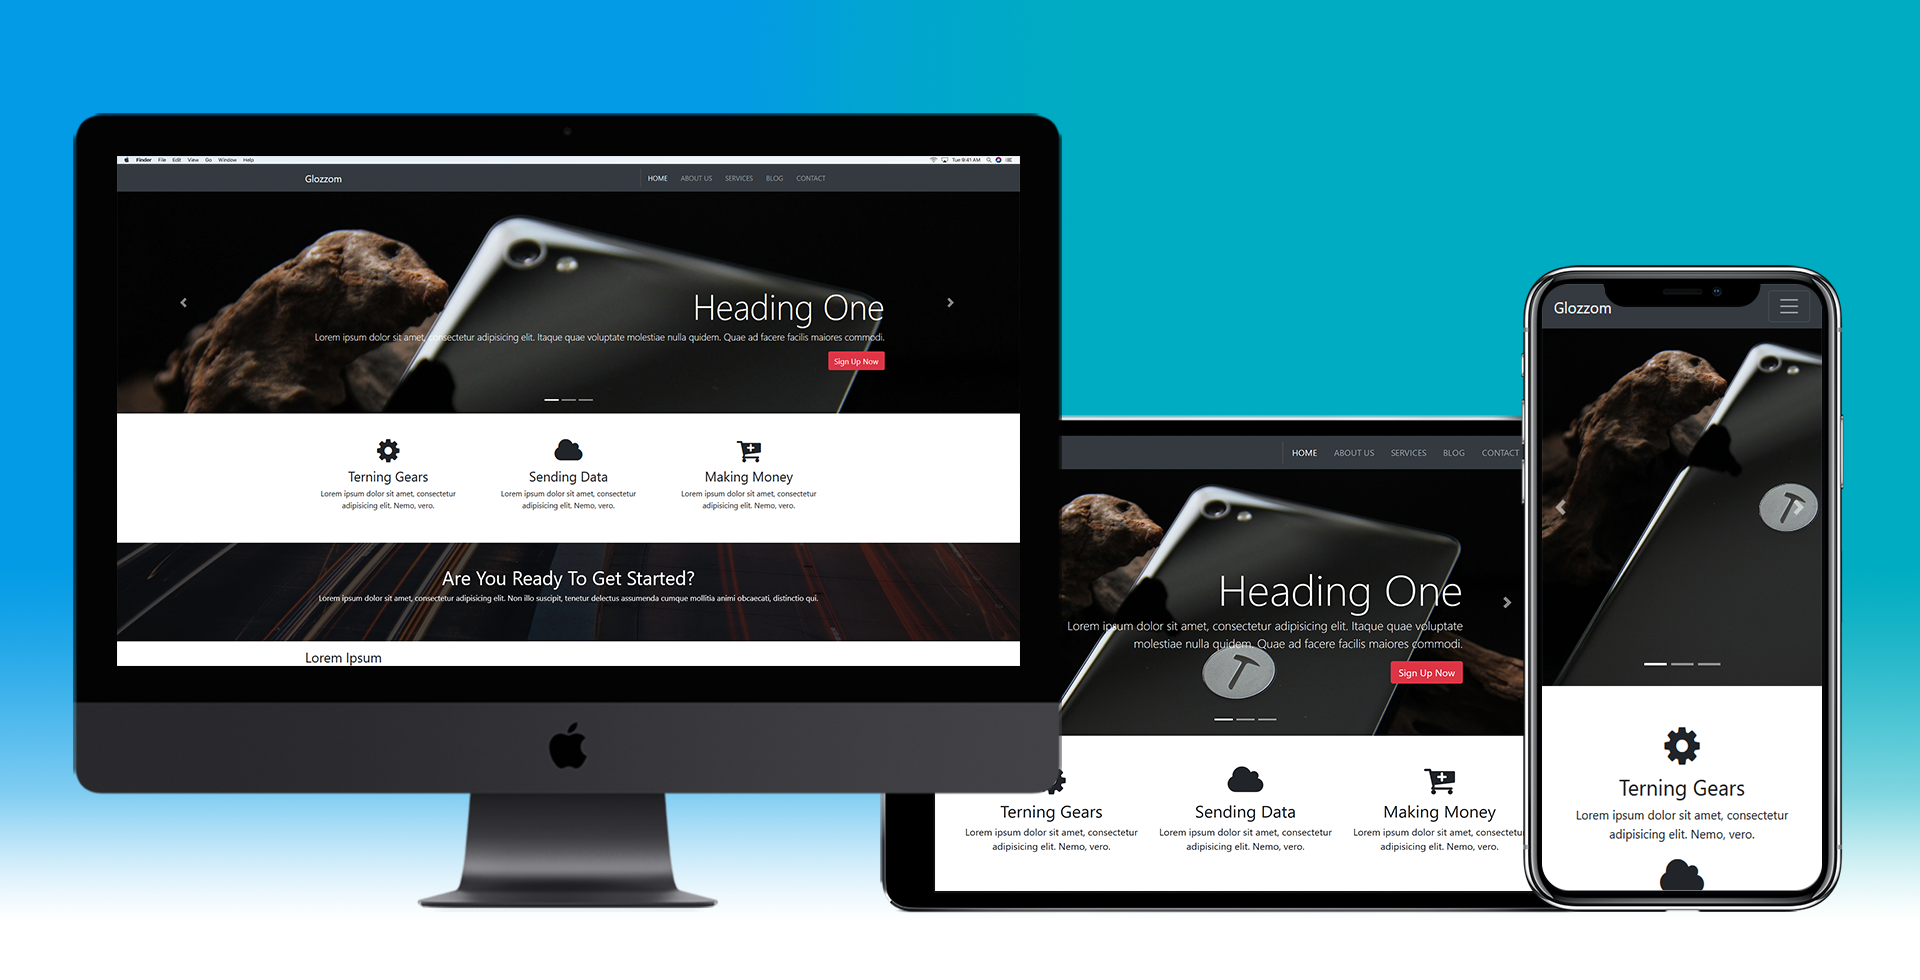 Finder File Edit View Go Window Help
Tue 9:41 AM
Glozzom
HOME ABOUT US SERVICES BLOG CONTACT
Heading One
Lorem ipsum dolor sit amet, consectetur adipisicing elit. Itaque quae voluptate molestiae nulla quidem. Quae ad facere facilis maiores commodi.
Sign Up Now
Terning Gears
Lorem ipsum dolor sit amet, consectetur
adipisicing elit. Nemo, vero.
Sending Data
Lorem ipsum dolor sit amet, consectetur
adipisicing elit. Nemo, vero.
Making Money
Lorem ipsum dolor sit amet, consectetur
adipisicing elit. Nemo, vero.
Are You Ready To Get Started?
Lorem ipsum dolor sit amet, consectetur adipisicing elit. Non illo suscipit, tenetur delectus assumenda cumque mollitia animi obcaecati, distinctio qui.
Lorem Ipsum
HOME ABOUT US SERVICES BLOG CONTACT
Heading One
Lorem ipsum dolor sit amet, consectetur adipisicing elit. Itaque quae voluptate
molestiae nulla quidem. Quae ad facere facilis maiores commodi.
Sign Up Now
Terning Gears
Lorem ipsum dolor sit amet, consectetur
adipisicing elit. Nemo, vero.
Sending Data
Lorem ipsum dolor sit amet, consectetur
adipisicing elit. Nemo, vero.
Making Money
Lorem ipsum dolor sit amet, consectetur
adipisicing elit. Nemo, vero.
Glozzom
Terning Gears
Lorem ipsum dolor sit amet, consectetur
adipisicing elit. Nemo, vero.